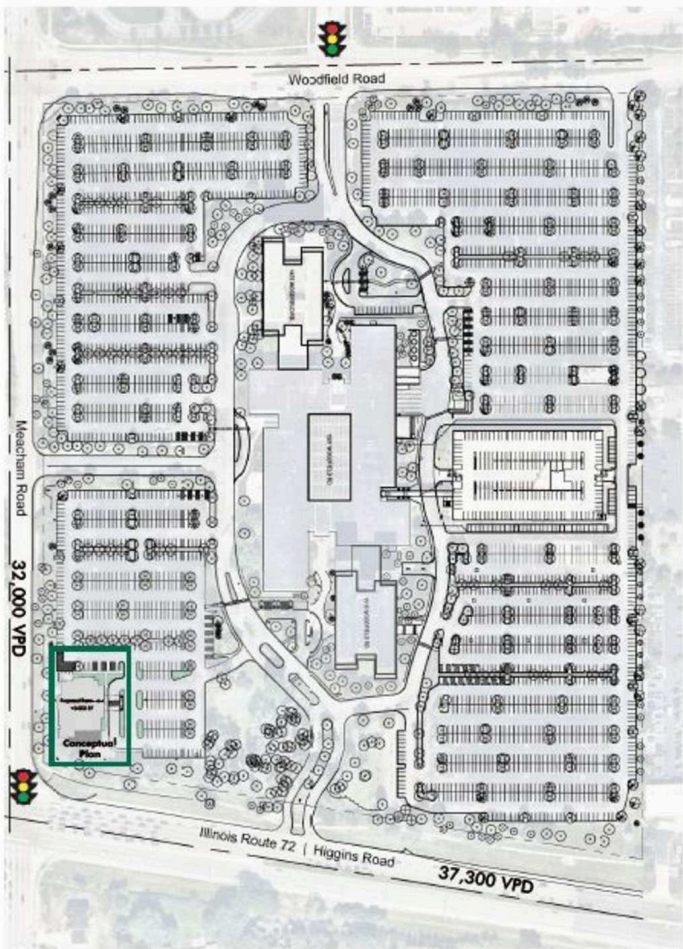 Woodfield Road
Meacham Road
32,000 VPD
Conceptual
Plan
Illinois Route 72 | Higgins Road
37,300 VPD